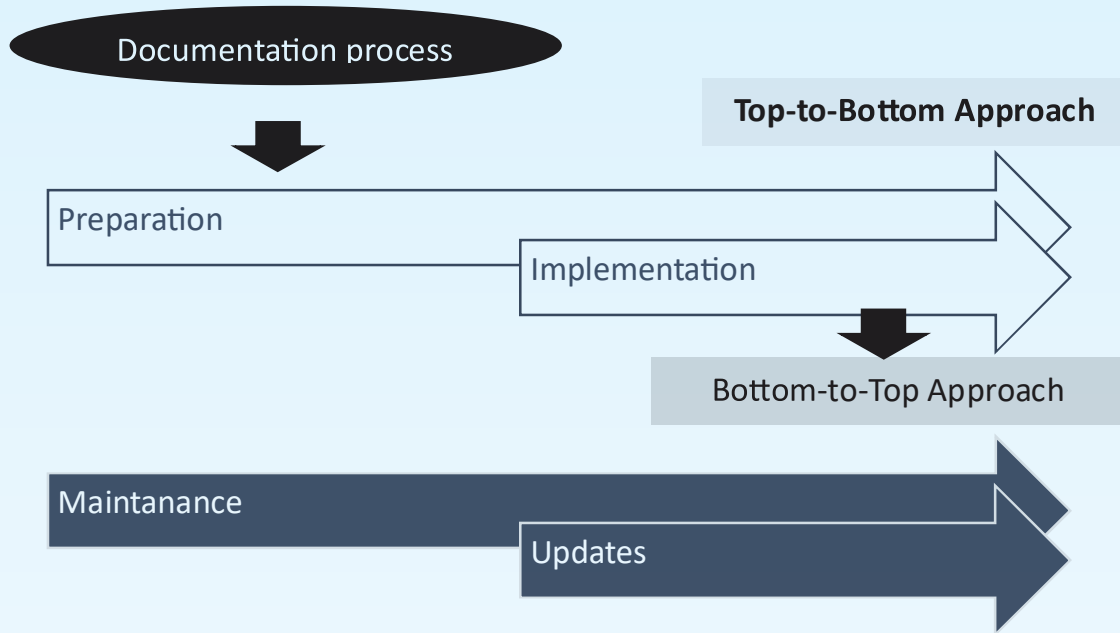 Documentation process
Top-to-Bottom Approach
Preparation
Implementation
Bottom-to-Top Approach
Maintanance
Updates